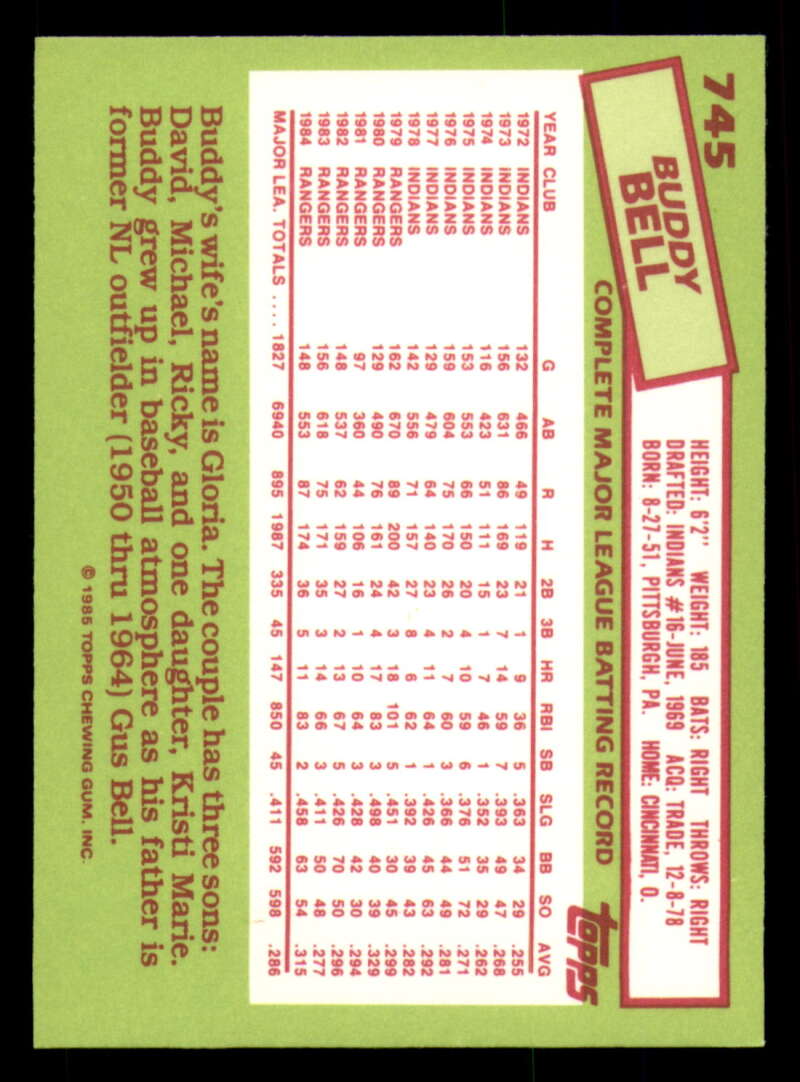 745
BUDDY
BELL
HEIGHT: 6'2" WEIGHT: 185 BATS: RIGHT THROWS: RIGHT
DRAFTED: INDIANS #16-JUNE, 1969 ACQ: TRADE, 12-8-78
BORN: 8-27-51, PITTSBURGH, PA. HOME: CINCINNATI, O.
COMPLETE MAJOR LEAGUE BATTING RECORD
topps
YEAR CLUB G AB R H 2B 3B HR RBI SB SLG BB SO AVG
1972 INDIANS 132 466 49 119 21 1 9 36 5 .363 34 29 .255
1973 INDIANS 156 631 86 169 23 7 14 59 7 .393 49 47 .268
1974 INDIANS 116 423 51 111 15 1 7 46 1 .352 35 29 .262
1975 INDIANS 153 553 66 150 20 4 10 59 6 .376 51 72 .271
1976 INDIANS 159 604 75 170 26 2 7 60 3 .366 44 49 .281
1977 INDIANS 129 479 64 140 23 4 11 64 1 .426 45 63 .292
1978 INDIANS 142 556 71 157 27 8 6 62 1 .392 39 43 .282
1979 RANGERS 162 670 89 200 42 3 18 101 5 .451 30 45 .299
1980 RANGERS 129 490 76 161 24 4 17 83 3 .498 40 39 .329
1981 RANGERS 97 360 44 106 16 1 10 64 3 .428 42 30 .294
1982 RANGERS 148 537 62 159 27 2 13 67 5 .426 70 50 .296
1983 RANGERS 156 618 75 171 35 3 14 66 3 .411 50 48 .277
1984 RANGERS 148 553 87 174 36 5 11 83 2 .458 63 54 .315
MAJOR LEA. TOTALS .... 1827 6940 895 1987 335 45 147 850 45 .411 592 598 .286
Buddy's wife's name is Gloria. The couple has three sons:
David, Michael, Ricky, and one daughter, Kristi Marie.
Buddy grew up in baseball atmosphere as his father is
former NL outfielder (1950 thru 1964) Gus Bell.
© 1985 TOPPS CHEWING GUM, INC.